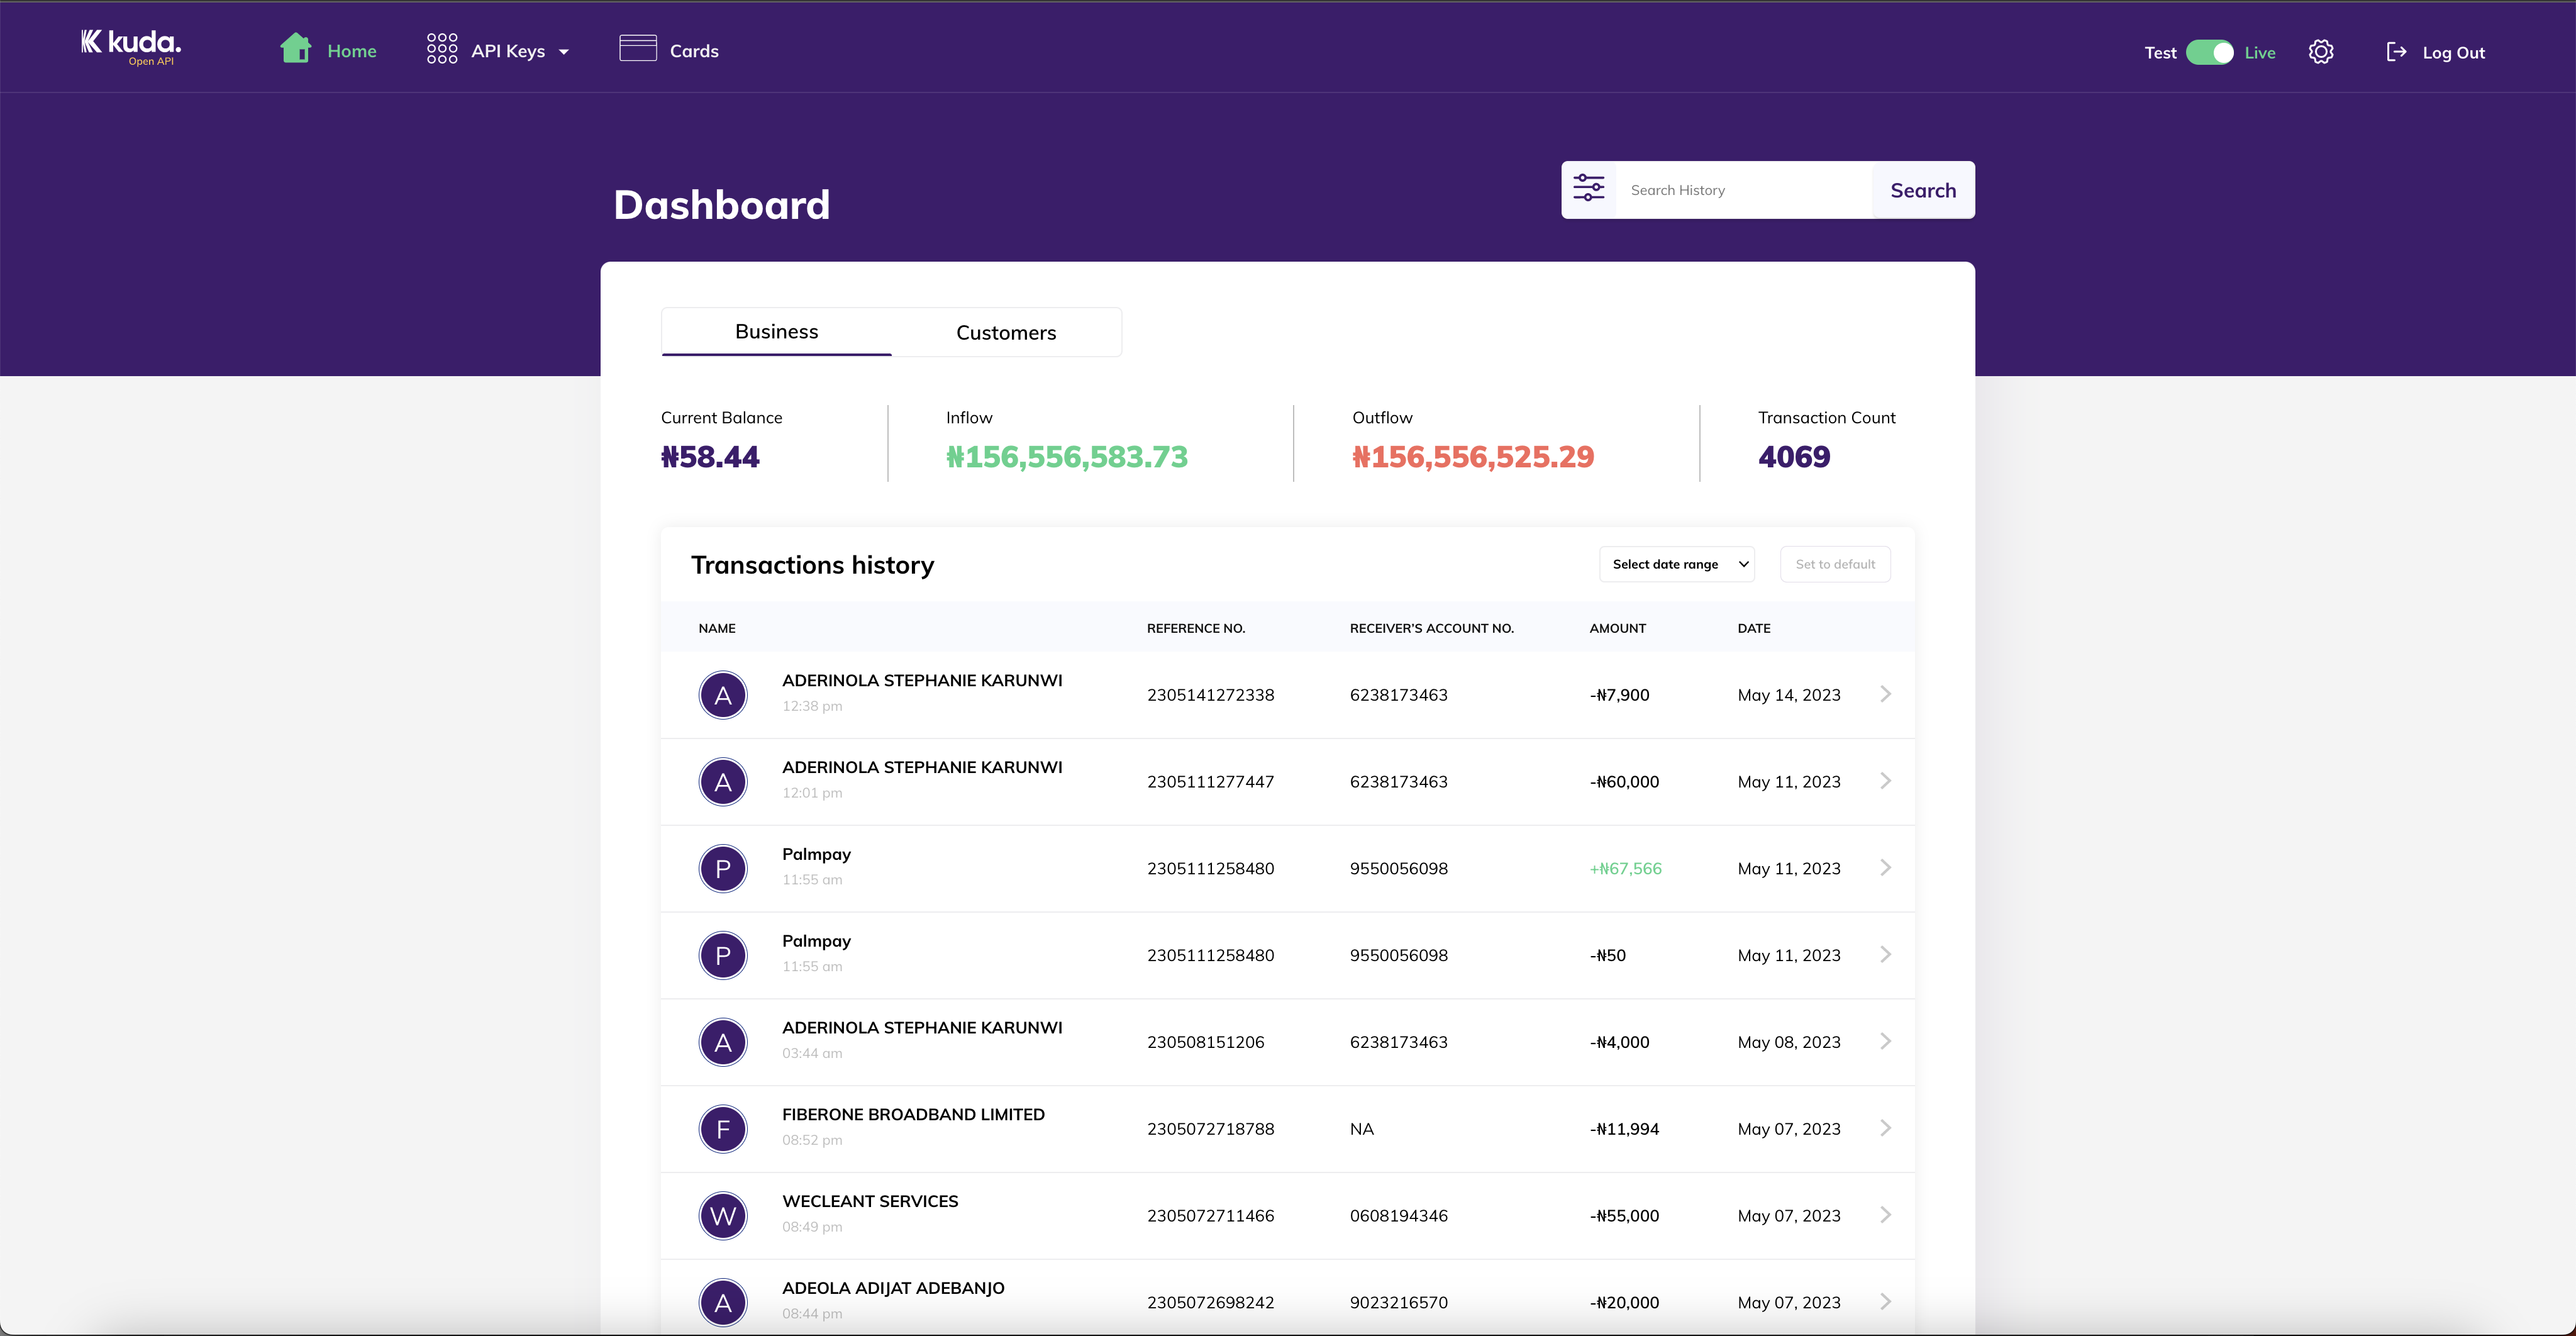 kuda.
Open API
Home
API Keys
Cards
Test
Live
Log Out
Dashboard
Search History
Search
Business
Customers
Current Balance
₦58.44
Inflow
₦156,556,583.73
Outflow
₦156,556,525.29
Transaction Count
4069
Transactions history
Select date range
Set to default
NAME REFERENCE NO. RECEIVER'S ACCOUNT NO. AMOUNT DATE
A
ADERINOLA STEPHANIE KARUNWI
12:38 pm
2305141272338 6238173463 -₦7,900 May 14, 2023
A
ADERINOLA STEPHANIE KARUNWI
12:01 pm
2305111277447 6238173463 -₦60,000 May 11, 2023
P
Palmpay
11:55 am
2305111258480 9550056098 +₦67,566 May 11, 2023
P
Palmpay
11:55 am
2305111258480 9550056098 -₦50 May 11, 2023
A
ADERINOLA STEPHANIE KARUNWI
03:44 am
230508151206 6238173463 -₦4,000 May 08, 2023
F
FIBERONE BROADBAND LIMITED
08:52 pm
2305072718788 NA -₦11,994 May 07, 2023
W
WECLEANT SERVICES
08:49 pm
2305072711466 0608194346 -₦55,000 May 07, 2023
A
ADEOLA ADIJAT ADEBANJO
08:44 pm
2305072698242 9023216570 -₦20,000 May 07, 2023